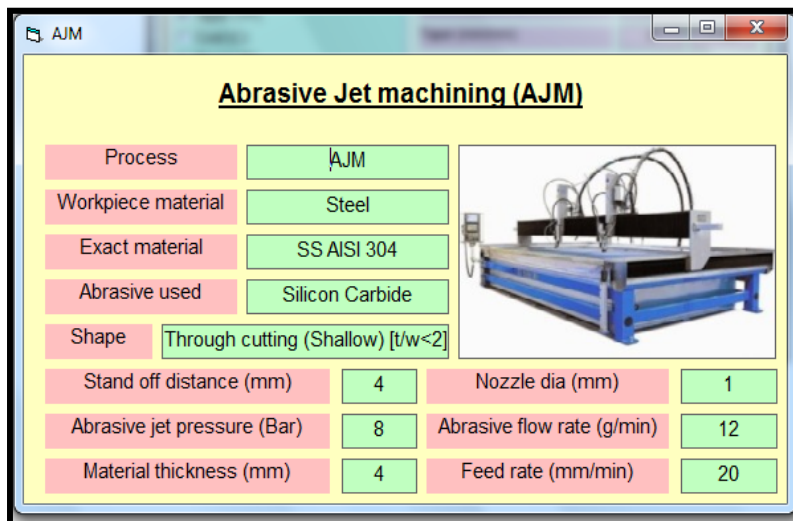 AJM
Abrasive Jet machining (AJM)
Process AJM
Workpiece material Steel
Exact material SS AISI 304
Abrasive used Silicon Carbide
Shape Through cutting (Shallow) [t/w<2]
Stand off distance (mm) 4 Nozzle dia (mm) 1
Abrasive jet pressure (Bar) 8 Abrasive flow rate (g/min) 12
Material thickness (mm) 4 Feed rate (mm/min) 20